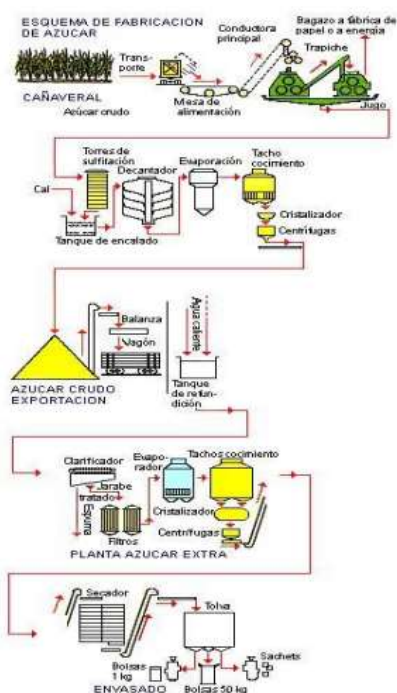 ESQUEMA DE FABRICACION
DE AZUCAR
Conductora
principal
Bagazo a fábrica de
papel o a energía
Trans-
porte
Trapiche
CAÑAVERAL
Azúcar crudo
Mesa de
alimentación
Jugo
Torres de
sulfitación
Decantador
Evaporación
Tacho
cocimiento
Cal
Tanque de encalado
Cristalizador
Centrífugas
Balanza
Vagón
Agua caliente
AZUCAR CRUDO
EXPORTACION
Tanque
de refun-
dición
Clarificador
Jarabe
tratado
Espuma
Filtros
Evapo-
rador
Tachos cocimiento
Cristalizador
Centrífugas
PLANTA AZUCAR EXTRA
Secador
Tolva
Bolsas
1 kg
Bolsas 50 kg
Sachets
ENVASADO